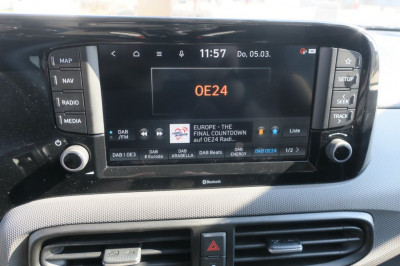 11:57 Do, 05.03.
MAP
NAV
RADIO
MEDIA
SETUP
SEEK
TRACK
OE24
DAB
/FM
EUROPE - THE
FINAL COUNTDOWN
auf OE24 Radi...
Liste
DAB | OE3
DAB
# Europa
DAB
ARABELLA
DAB Beats
DAB
ENERGY
DAB OE24
1/2 >
Bluetooth